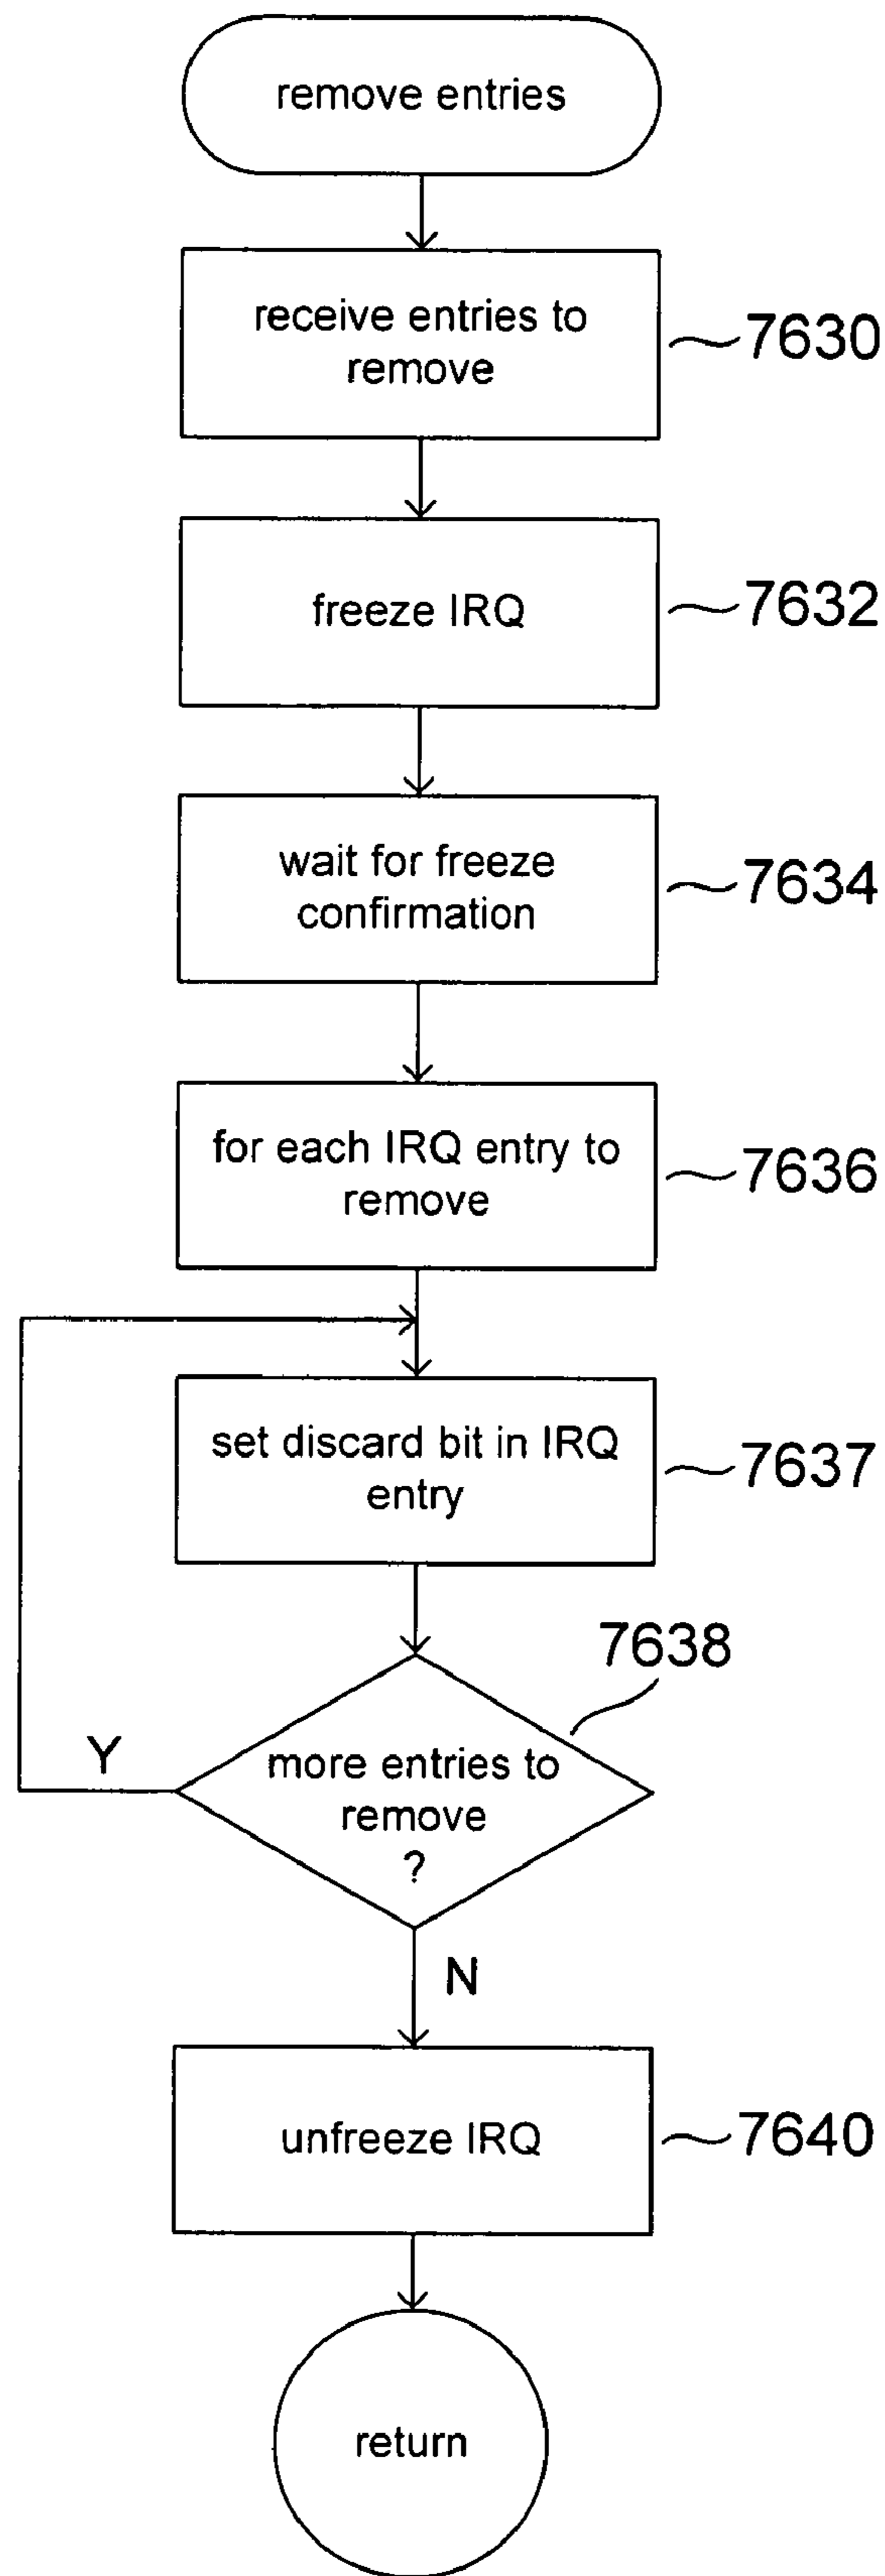 remove entries
receive entries to
remove
7630
freeze IRQ
7632
wait for freeze
confirmation
7634
for each IRQ entry to
remove
7636
set discard bit in IRQ
entry
7637
7638
more entries to
remove
?
Y
N
unfreeze IRQ
7640
return